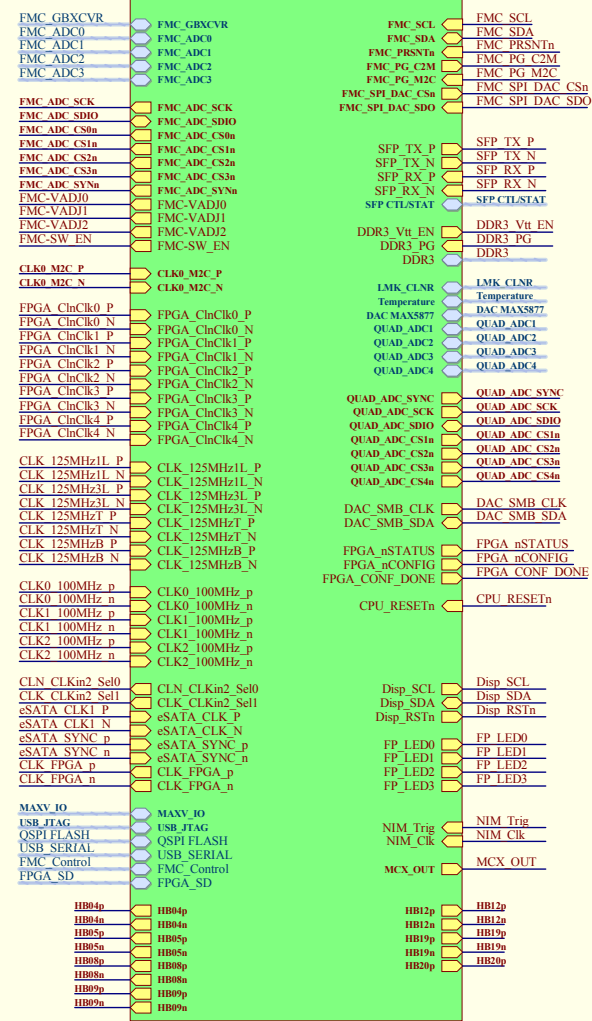 FMC_GBXCVR
FMC_ADC0
FMC_ADC1
FMC_ADC2
FMC_ADC3
FMC_ADC_SCK
FMC_ADC_SDIO
FMC_ADC_CS0n
FMC_ADC_CS1n
FMC_ADC_CS2n
FMC_ADC_CS3n
FMC_ADC_SYNn
FMC-VADJ0
FMC-VADJ1
FMC-VADJ2
FMC-SW_EN
CLK0_M2C_P
CLK0_M2C_N
FPGA_ClnClk0_P
FPGA_ClnClk0_N
FPGA_ClnClk1_P
FPGA_ClnClk1_N
FPGA_ClnClk2_P
FPGA_ClnClk2_N
FPGA_ClnClk3_P
FPGA_ClnClk3_N
FPGA_ClnClk4_P
FPGA_ClnClk4_N
CLK_125MHz1L_P
CLK_125MHz1L_N
CLK_125MHz3L_P
CLK_125MHz3L_N
CLK_125MHzT_P
CLK_125MHzT_N
CLK_125MHzB_P
CLK_125MHzB_N
CLK0_100MHz_p
CLK0_100MHz_n
CLK1_100MHz_p
CLK1_100MHz_n
CLK2_100MHz_p
CLK2_100MHz_n
CLN_CLKin2_Sel0
CLK_CLKin2_Sel1
eSATA_CLK1_P
eSATA_CLK1_N
eSATA_SYNC_p
eSATA_SYNC_n
CLK_FPGA_p
CLK_FPGA_n
MAXV_IO
USB_JTAG
QSPI FLASH
USB_SERIAL
FMC_Control
FPGA_SD
HB04p
HB04n
HB05p
HB05n
HB08p
HB08n
HB09p
HB09n
FMC_GBXCVR
FMC_ADC0
FMC_ADC1
FMC_ADC2
FMC_ADC3
FMC_ADC_SCK
FMC_ADC_SDIO
FMC_ADC_CS0n
FMC_ADC_CS1n
FMC_ADC_CS2n
FMC_ADC_CS3n
FMC_ADC_SYNn
FMC-VADJ0
FMC-VADJ1
FMC-VADJ2
FMC-SW_EN
CLK0_M2C_P
CLK0_M2C_N
FPGA_ClnClk0_P
FPGA_ClnClk0_N
FPGA_ClnClk1_P
FPGA_ClnClk1_N
FPGA_ClnClk2_P
FPGA_ClnClk2_N
FPGA_ClnClk3_P
FPGA_ClnClk3_N
FPGA_ClnClk4_P
FPGA_ClnClk4_N
CLK_125MHz1L_P
CLK_125MHz1L_N
CLK_125MHz3L_P
CLK_125MHz3L_N
CLK_125MHzT_P
CLK_125MHzT_N
CLK_125MHzB_P
CLK_125MHzB_N
CLK0_100MHz_p
CLK0_100MHz_n
CLK1_100MHz_p
CLK1_100MHz_n
CLK2_100MHz_p
CLK2_100MHz_n
CLN_CLKin2_Sel0
CLK_CLKin2_Sel1
eSATA_CLK_P
eSATA_CLK_N
eSATA_SYNC_p
eSATA_SYNC_n
CLK_FPGA_p
CLK_FPGA_n
MAXV_IO
USB_JTAG
QSPI FLASH
USB_SERIAL
FMC_Control
FPGA_SD
HB04p
HB04n
HB05p
HB05n
HB08p
HB08n
HB09p
HB09n
FMC_SCL
FMC_SDA
FMC_PRSNTn
FMC_PG_C2M
FMC_PG_M2C
FMC_SPI_DAC_CSn
FMC_SPI_DAC_SDO
SFP_TX_P
SFP_TX_N
SFP_RX_P
SFP_RX_N
SFP CTL/STAT
DDR3_Vtt_EN
DDR3_PG
DDR3
LMK_CLNR
Temperature
DAC MAX5877
QUAD_ADC1
QUAD_ADC2
QUAD_ADC3
QUAD_ADC4
QUAD_ADC_SYNC
QUAD_ADC_SCK
QUAD_ADC_SDIO
QUAD_ADC_CS1n
QUAD_ADC_CS2n
QUAD_ADC_CS3n
QUAD_ADC_CS4n
DAC_SMB_CLK
DAC_SMB_SDA
FPGA_nSTATUS
FPGA_nCONFIG
FPGA_CONF_DONE
CPU_RESETn
Disp_SCL
Disp_SDA
Disp_RSTn
FP_LED0
FP_LED1
FP_LED2
FP_LED3
NIM_Trig
NIM_Clk
MCX_OUT
HB12p
HB12n
HB19p
HB19n
HB20p
FMC_SCL
FMC_SDA
FMC_PRSNTn
FMC_PG_C2M
FMC_PG_M2C
FMC_SPI_DAC_CSn
FMC_SPI_DAC_SDO
SFP_TX_P
SFP_TX_N
SFP_RX_P
SFP_RX_N
SFP CTL/STAT
DDR3_Vtt_EN
DDR3_PG
DDR3
LMK_CLNR
Temperature
DAC MAX5877
QUAD_ADC1
QUAD_ADC2
QUAD_ADC3
QUAD_ADC4
QUAD_ADC_SYNC
QUAD_ADC_SCK
QUAD_ADC_SDIO
QUAD_ADC_CS1n
QUAD_ADC_CS2n
QUAD_ADC_CS3n
QUAD_ADC_CS4n
DAC_SMB_CLK
DAC_SMB_SDA
FPGA_nSTATUS
FPGA_nCONFIG
FPGA_CONF_DONE
CPU_RESETn
Disp_SCL
Disp_SDA
Disp_RSTn
FP_LED0
FP_LED1
FP_LED2
FP_LED3
NIM_Trig
NIM_Clk
MCX_OUT
HB12p
HB12n
HB19p
HB19n
HB20p